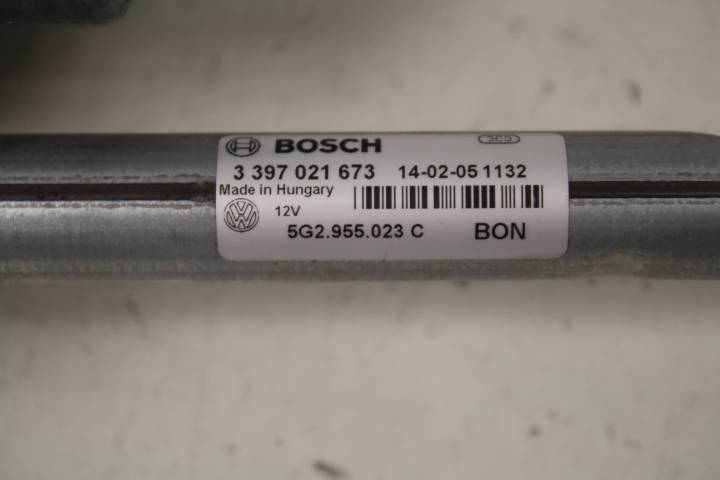 BOSCH
3 397 021 673 14-02-05 1132
Made in Hungary
12V
5G2.955.023 C BON